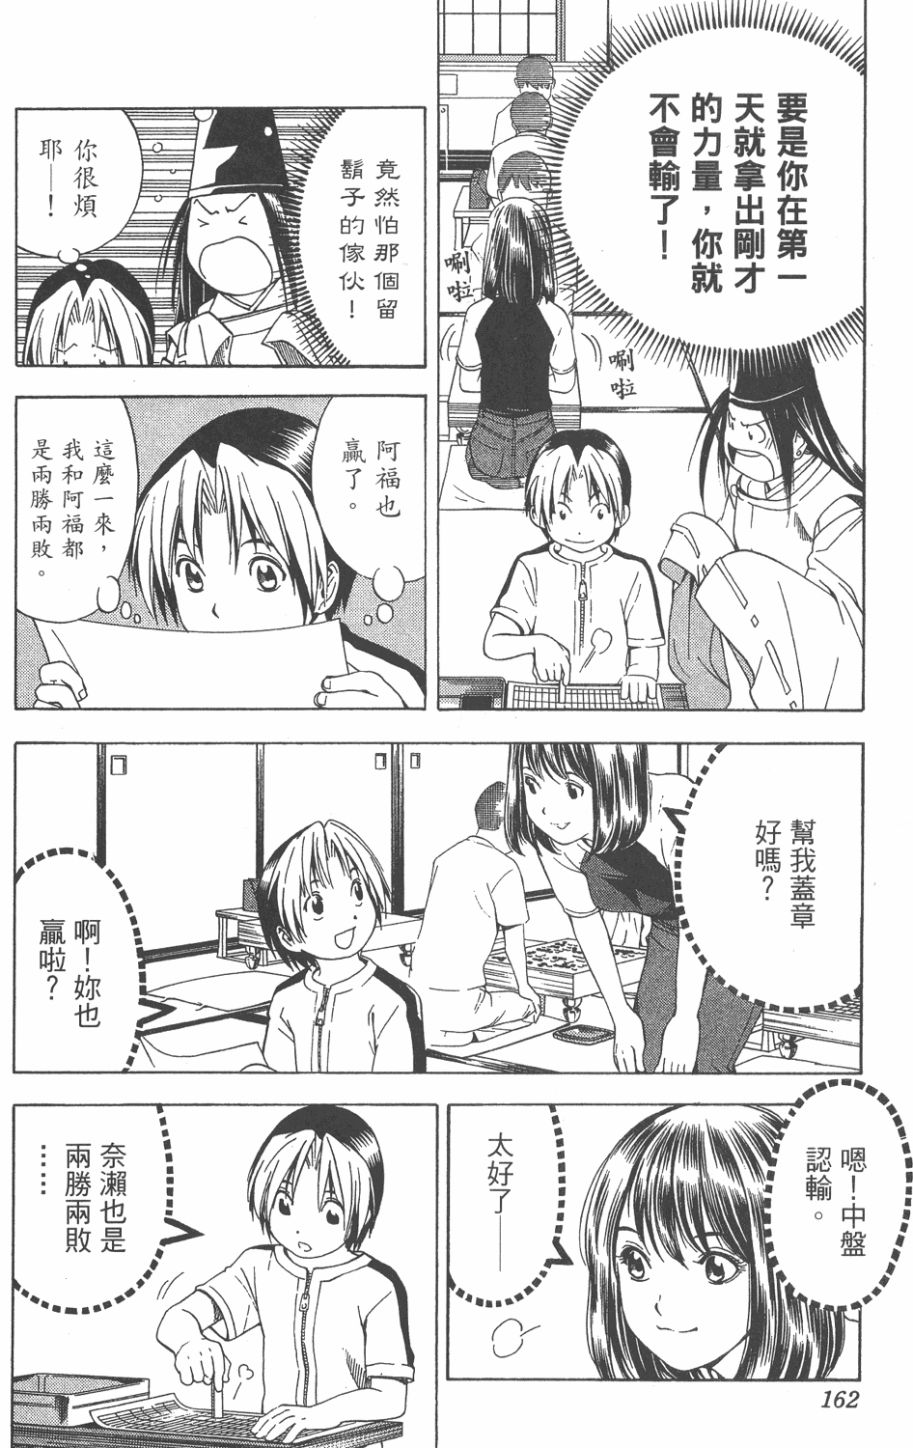 要是你在第一
天就拿出剛才
的力量，你就
不會輸了！
唰啦
唰啦
竟然怕那個留
鬍子的傢伙！
你很煩
耶──！
阿福也
贏了。
這麼一來，
我和阿福都
是兩勝兩敗。
幫我蓋章
好嗎？
啊！妳也
贏啦？
嗯！中盤
認輸。
太好了──
奈瀨也是
兩勝兩敗
……
162